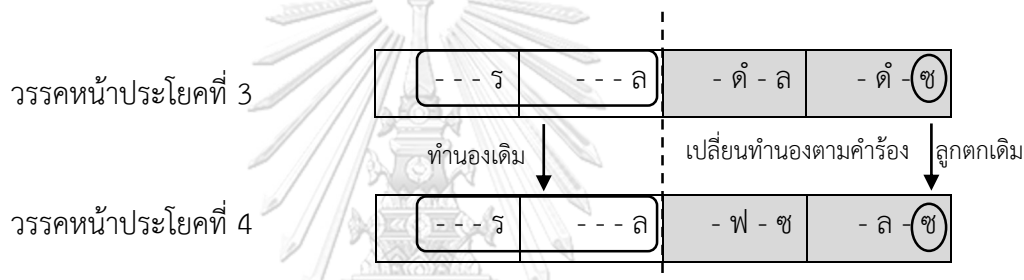 วรรคหน้าประโยคที่ 3 - - - ร - - - ล - ดํ - ล - ดํ - ซ
ทำนองเดิม เปลี่ยนทำนองตามคำร้อง ลูกตกเดิม
วรรคหน้าประโยคที่ 4 - - - ร - - - ล - ฟ - ซ - ล - ซ